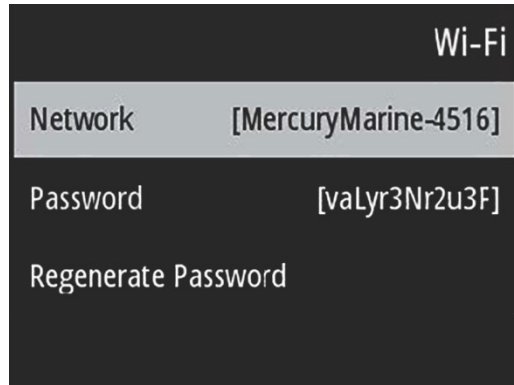 Wi-Fi
Network [MercuryMarine-4516]
Password [vaLyr3Nr2u3F]
Regenerate Password